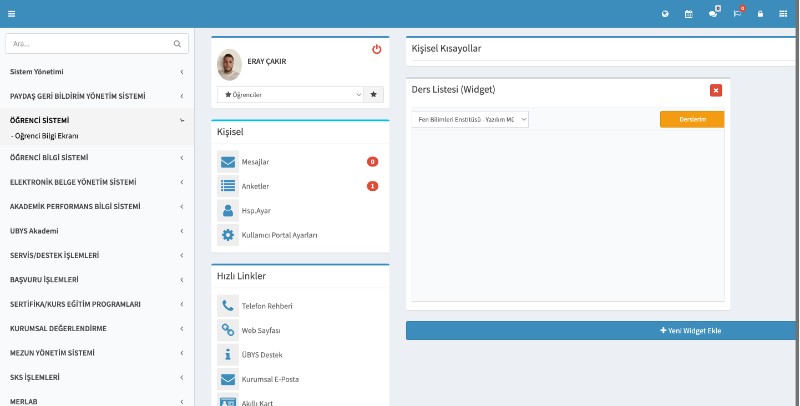 0
0
Ara...
Sistem Yönetimi
PAYDAŞ GERİ BİLDİRİM YÖNETİM SİSTEMİ
ÖĞRENCİ SİSTEMİ
- Öğrenci Bilgi Ekranı
ÖĞRENCİ BİLGİ SİSTEMİ
ELEKTRONİK BELGE YÖNETİM SİSTEMİ
AKADEMİK PERFORMANS BİLGİ SİSTEMİ
UBYS Akademi
SERVİS/DESTEK İŞLEMLERİ
BAŞVURU İŞLEMLERİ
SERTİFİKA/KURS EĞİTİM PROGRAMLARI
KURUMSAL DEĞERLENDİRME
MEZUN YÖNETİM SİSTEMİ
SKS İŞLEMLERİ
MERLAB
ERAY ÇAKIR
Öğrenciler
Kişisel
Mesajlar 0
Anketler 1
Hsp.Ayar
Kullanıcı Portal Ayarları
Hızlı Linkler
Telefon Rehberi
Web Sayfası
ÜBYS Destek
Kurumsal E-Posta
Akıllı Kart
Kişisel Kısayollar
Ders Listesi (Widget)
Fen Bilimleri Enstitüsü - Yazılım Mü
Derslerim
Yeni Widget Ekle